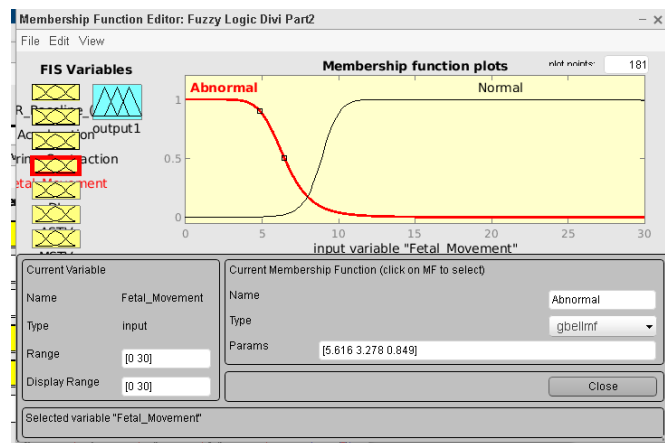 Membership Function Editor: Fuzzy Logic Divi Part2
File Edit View
FIS Variables
Membership function plots
plot points: 181
output1
Abnormal
Normal
1
0.5
0
0 5 10 15 20 25 30
input variable "Fetal_Movement"
Current Variable
Name Fetal_Movement
Type input
Range [0 30]
Display Range [0 30]
Current Membership Function (click on MF to select)
Name Abnormal
Type gbellmf
Params [5.616 3.278 0.849]
Close
Selected variable "Fetal_Movement"